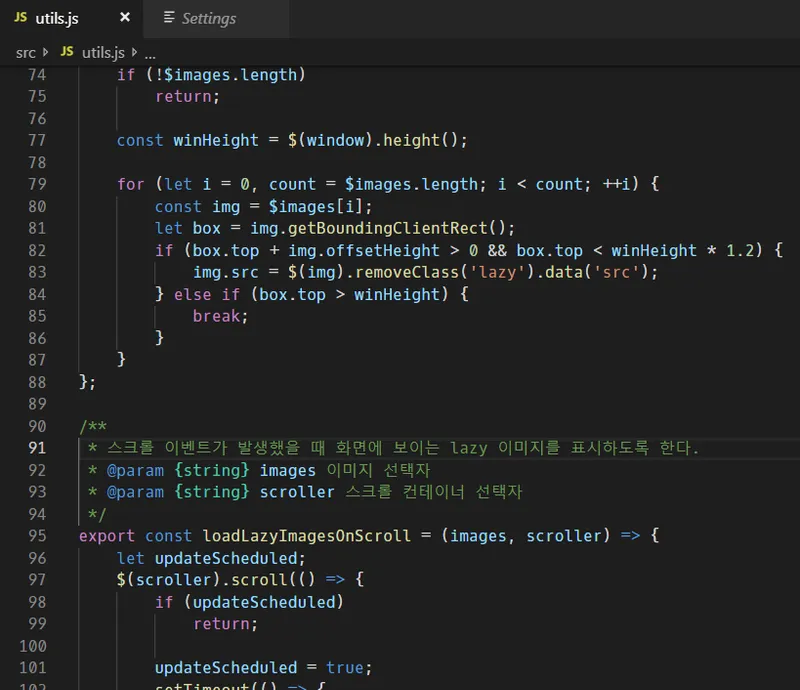 JS utils.js × Settings
src JS utils.js ...
74 if (!$images.length)
75 return;
76
77 const winHeight = $(window).height();
78
79 for (let i = 0, count = $images.length; i < count; ++i) {
80 const img = $images[i];
81 let box = img.getBoundingClientRect();
82 if (box.top + img.offsetHeight > 0 && box.top < winHeight * 1.2) {
83 img.src = $(img).removeClass('lazy').data('src');
84 } else if (box.top > winHeight) {
85 break;
86 }
87 }
88 };
89
90 /**
91 * 스크롤 이벤트가 발생했을 때 화면에 보이는 lazy 이미지를 표시하도록 한다.
92 * @param {string} images 이미지 선택자
93 * @param {string} scroller 스크롤 컨테이너 선택자
94 */
95 export const loadLazyImagesOnScroll = (images, scroller) => {
96 let updateScheduled;
97 $(scroller).scroll(() => {
98 if (updateScheduled)
99 return;
100
101 updateScheduled = true;
102 setTimeout(() => {